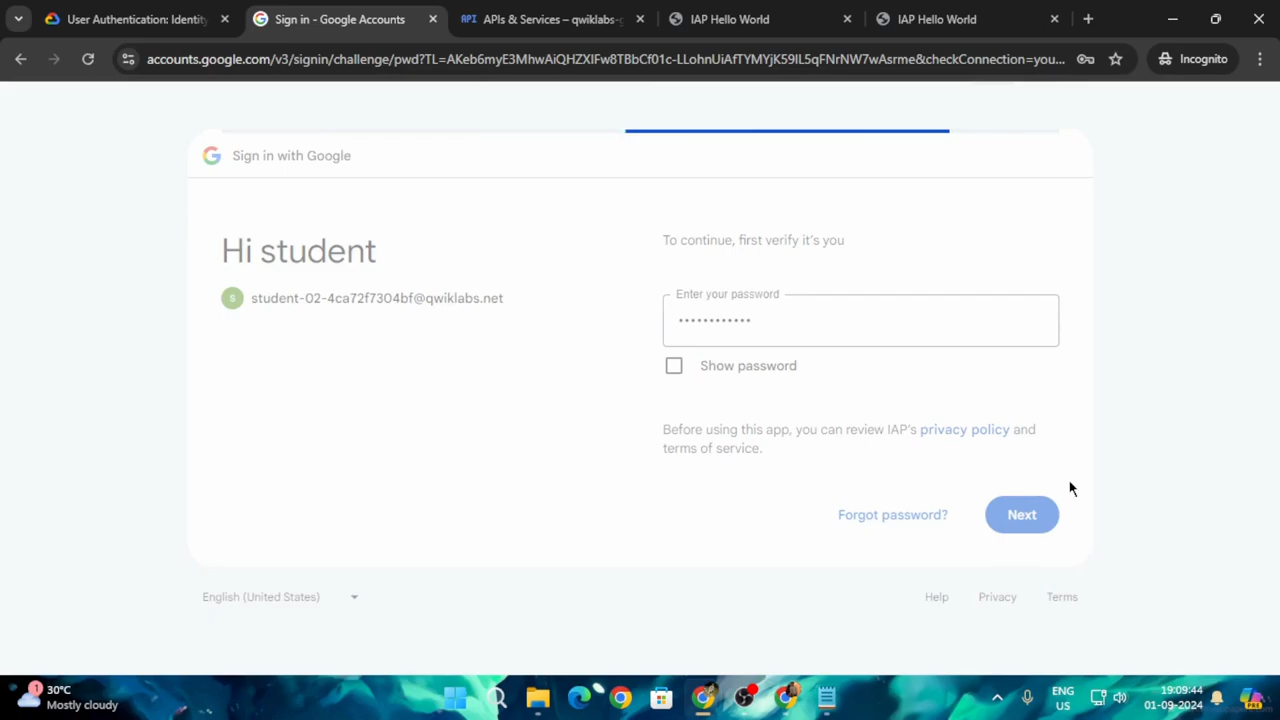 User Authentication: Identity
Sign in - Google Accounts
API APIs & Services – qwiklabs-g
IAP Hello World
IAP Hello World
accounts.google.com/v3/signin/challenge/pwd?TL=AKeb6myE3MhwAiQHZXIFw8TBbCf01c-LLohnUiAfTYMYjK59IL5qFNrNW7wAsrme&checkConnection=you...
Incognito
Sign in with Google
Hi student
s student-02-4ca72f7304bf@qwiklabs.net
To continue, first verify it's you
Enter your password
••••••••••••
Show password
Before using this app, you can review IAP's privacy policy and
terms of service.
Forgot password?
Next
English (United States)
Help
Privacy
Terms
1
30°C
Mostly cloudy
ENG
US
19:09:44
01-09-2024
PRE